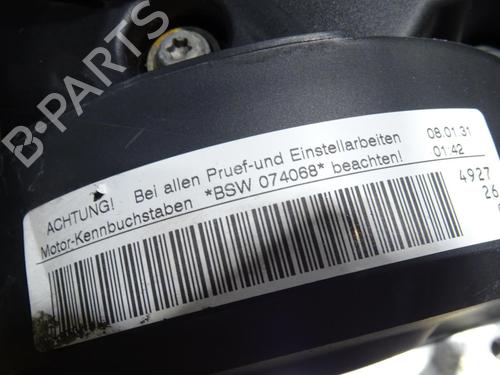 B-PARTS
ACHTUNG! Bei allen Pruef-und Einstellarbeiten 08.01.31
Motor-Kennbuchstaben *BSW 074068* beachten! 01:42
4927
26